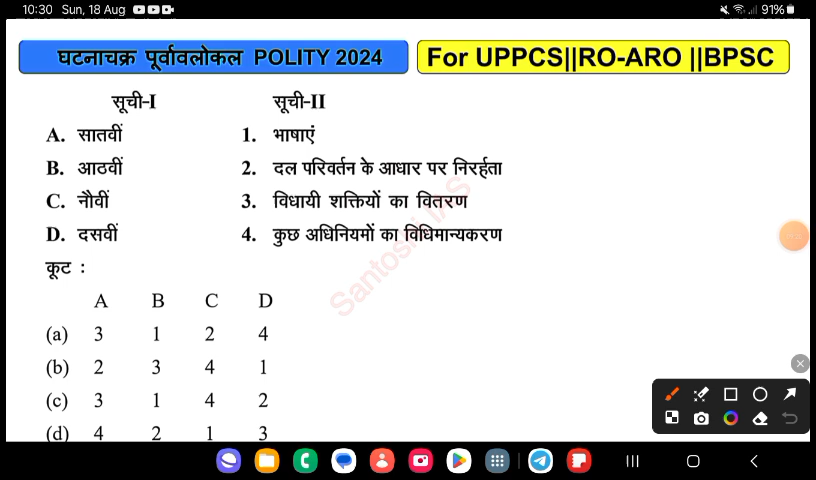 10:30 Sun, 18 Aug 91%
घटनाचक्र पूर्वावलोकल POLITY 2024 For UPPCS||RO-ARO ||BPSC
सूची-I सूची-II
A. सातवीं 1. भाषाएं
B. आठवीं 2. दल परिवर्तन के आधार पर निरर्हता
C. नौवीं 3. विधायी शक्तियों का वितरण
D. दसवीं 4. कुछ अधिनियमों का विधिमान्यकरण
कूट :
A B C D
(a) 3 1 2 4
(b) 2 3 4 1
(c) 3 1 4 2
(d) 4 2 1 3
Santoshi IAS